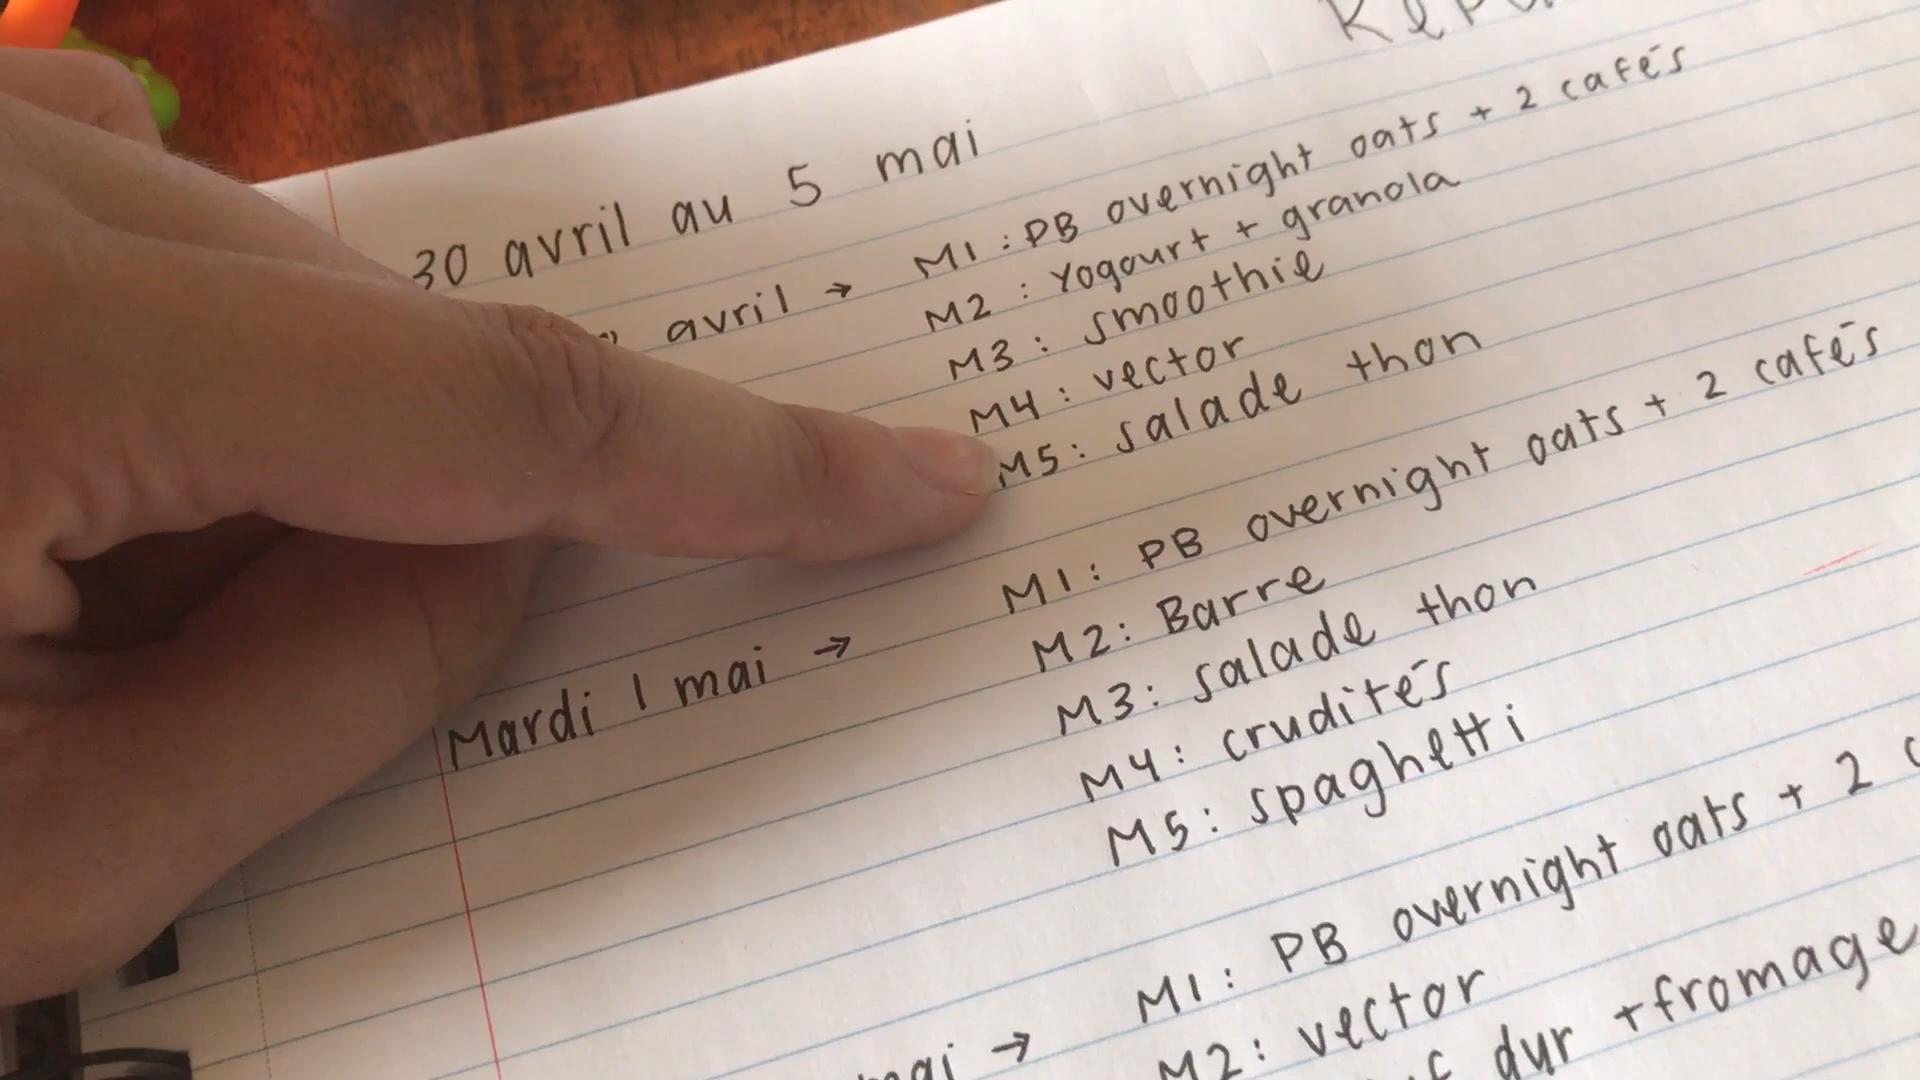 30 avril au 5 mai
avril → M1 : PB overnight oats + 2 cafés
M2 : Yogourt + granola
M3 : smoothie
M4 : vector
M5 : salade thon
Mardi 1 mai → M1 : PB overnight oats + 2 cafés
M2 : Barre
M3 : salade thon
M4 : crudités
M5 : spaghetti
→ M1 : PB overnight oats + 2
M2 : vector
dur + fromage